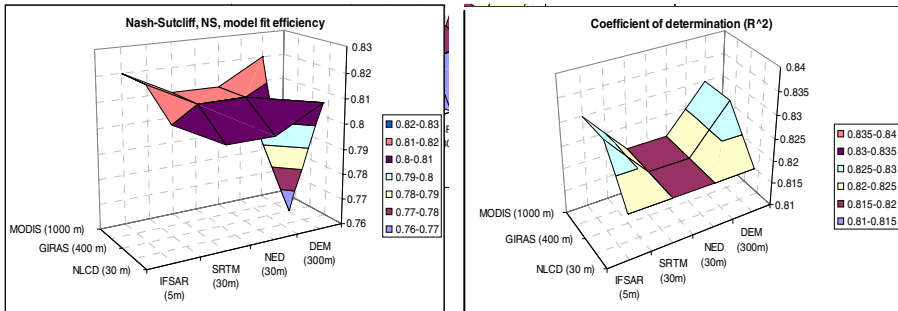 Nash-Sutcliff, NS, model fit efficiency
0.83
0.82
0.81
0.8
0.79
0.78
0.77
0.76
MODIS (1000 m)
GIRAS (400 m)
NLCD (30 m)
IFSAR
(5m)
SRTM
(30m)
NED
(30m)
DEM
(300m)
0.82-0.83
0.81-0.82
0.8-0.81
0.79-0.8
0.78-0.79
0.77-0.78
0.76-0.77
Coefficient of determination (R^2)
0.84
0.835
0.83
0.825
0.82
0.815
0.81
MODIS (1000 m)
GIRAS (400 m)
NLCD (30 m)
IFSAR
(5m)
SRTM
(30m)
NED
(30m)
DEM
(300m)
0.835-0.84
0.83-0.835
0.825-0.83
0.82-0.825
0.815-0.82
0.81-0.815